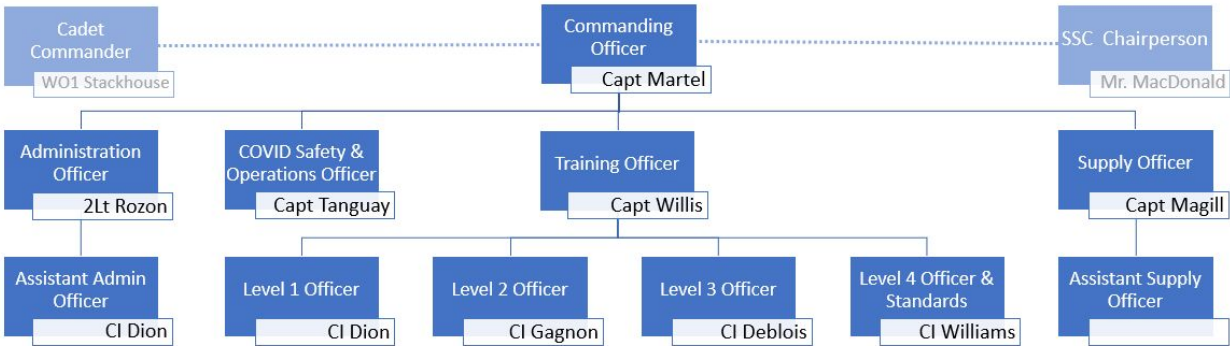 Cadet
Commander
WO1 Stackhouse
Commanding
Officer
Capt Martel
SSC Chairperson
Mr. MacDonald
Administration
Officer
2Lt Rozon
COVID Safety &
Operations Officer
Capt Tanguay
Training Officer
Capt Willis
Supply Officer
Capt Magill
Assistant Admin
Officer
CI Dion
Level 1 Officer
CI Dion
Level 2 Officer
CI Gagnon
Level 3 Officer
CI Deblois
Level 4 Officer &
Standards
CI Williams
Assistant Supply
Officer